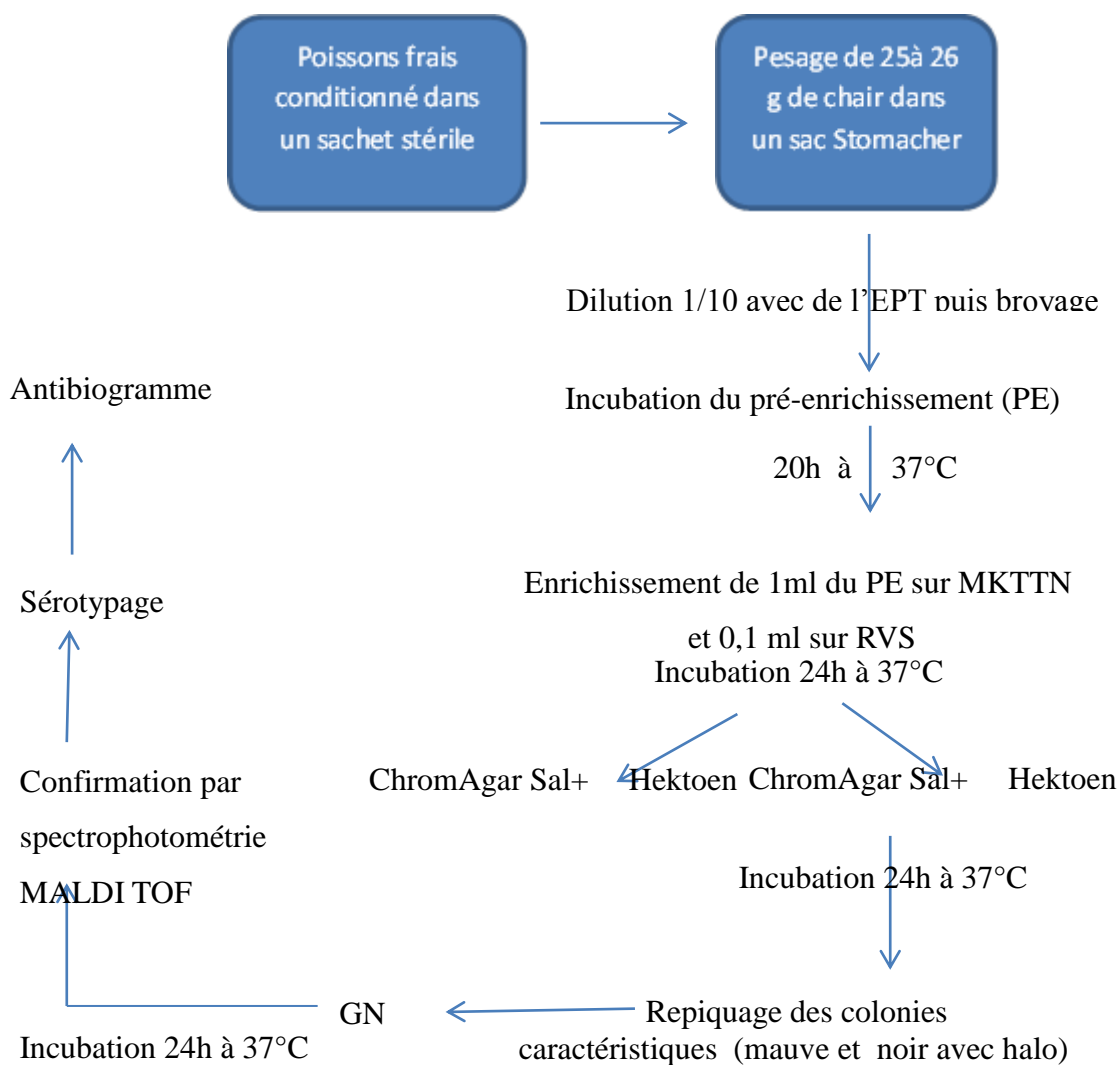 Poissons frais
conditionné dans
un sachet stérile
Pesage de 25à 26
g de chair dans
un sac Stomacher
Dilution 1/10 avec de l’EPT puis broyage
Incubation du pré-enrichissement (PE)
20h à 37°C
Enrichissement de 1ml du PE sur MKTTN
et 0,1 ml sur RVS
Incubation 24h à 37°C
ChromAgar Sal+ Hektoen ChromAgar Sal+ Hektoen
Incubation 24h à 37°C
Repiquage des colonies
caractéristiques (mauve et noir avec halo)
GN
Incubation 24h à 37°C
Confirmation par
spectrophotométrie
MALDI TOF
Sérotypage
Antibiogramme